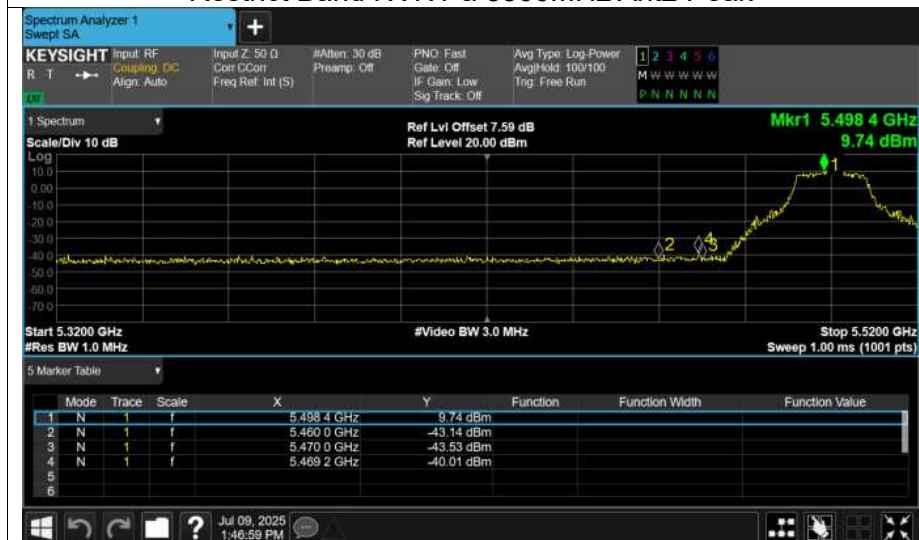 Spectrum Analyzer 1
Swept SA
+
KEYSIGHT Input: RF Input Z: 50 Ω #Atten: 30 dB PNO: Fast Avg Type: Log-Power 1 2 3 4 5 6
R T Coupling: DC Corr CCorr Preamp: Off Gate: Off Avg|Hold: 100/100 M W W W W W
Align: Auto Freq Ref: Int (S) IF Gain: Low Trig: Free Run
Sig Track: Off P N N N N N
1 Spectrum
Ref Lvl Offset 7.59 dB Mkr1 5.498 4 GHz
Scale/Div 10 dB Ref Level 20.00 dBm 9.74 dBm
Log
10.0
0.00
-10.0
-20.0
-30.0
-40.0
-50.0
-60.0
-70.0
1
2
4
3
Start 5.3200 GHz #Video BW 3.0 MHz Stop 5.5200 GHz
#Res BW 1.0 MHz Sweep 1.00 ms (1001 pts)
5 Marker Table
Mode Trace Scale X Y Function Function Width Function Value
1 N 1 f 5.498 4 GHz 9.74 dBm
2 N 1 f 5.460 0 GHz -43.14 dBm
3 N 1 f 5.470 0 GHz -43.53 dBm
4 N 1 f 5.469 2 GHz -40.01 dBm
5
6
? Jul 09, 2025
1:46:59 PM